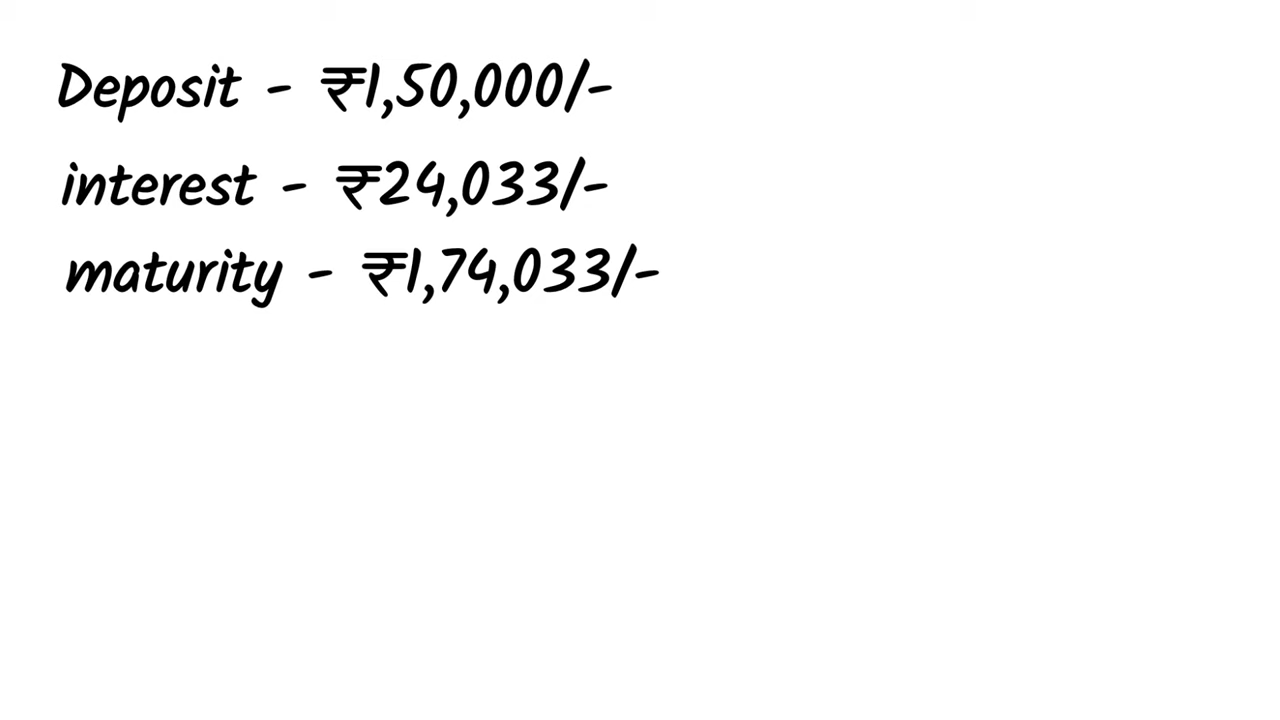 Deposit - ₹1,50,000/-
interest - ₹24,033/-
maturity - ₹1,74,033/-